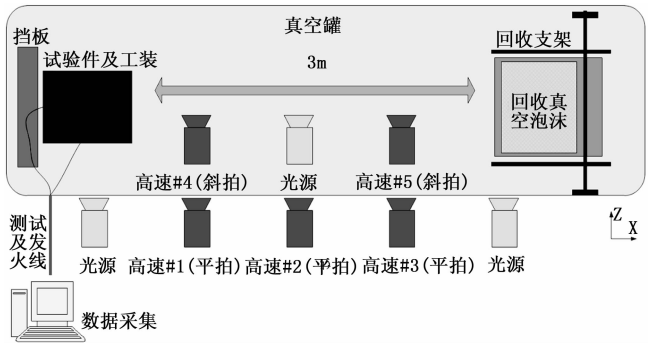 真空罐
挡板
试验件及工装
3m
回收支架
回收真
空泡沫
高速#4(斜拍)
光源
高速#5(斜拍)
测试
及发
火线
光源
高速#1(平拍)
高速#2(平拍)
高速#3(平拍)
光源
Z
X
数据采集